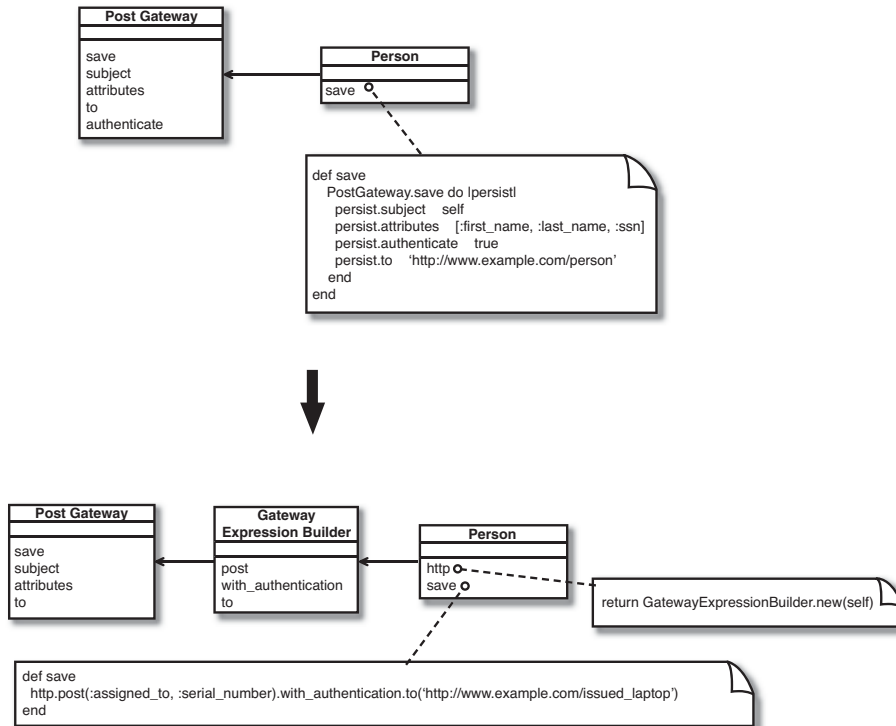 Post Gateway
save
subject
attributes
to
authenticate
Person
save
def save
PostGateway.save do |persist|
persist.subject self
persist.attributes [:first_name, :last_name, :ssn]
persist.authenticate true
persist.to ‘http://www.example.com/person’
end
end
Post Gateway
save
subject
attributes
to
Gateway
Expression Builder
post
with_authentication
to
Person
http
save
return GatewayExpressionBuilder.new(self)
def save
http.post(:assigned_to, :serial_number).with_authentication.to(‘http://www.example.com/issued_laptop’)
end